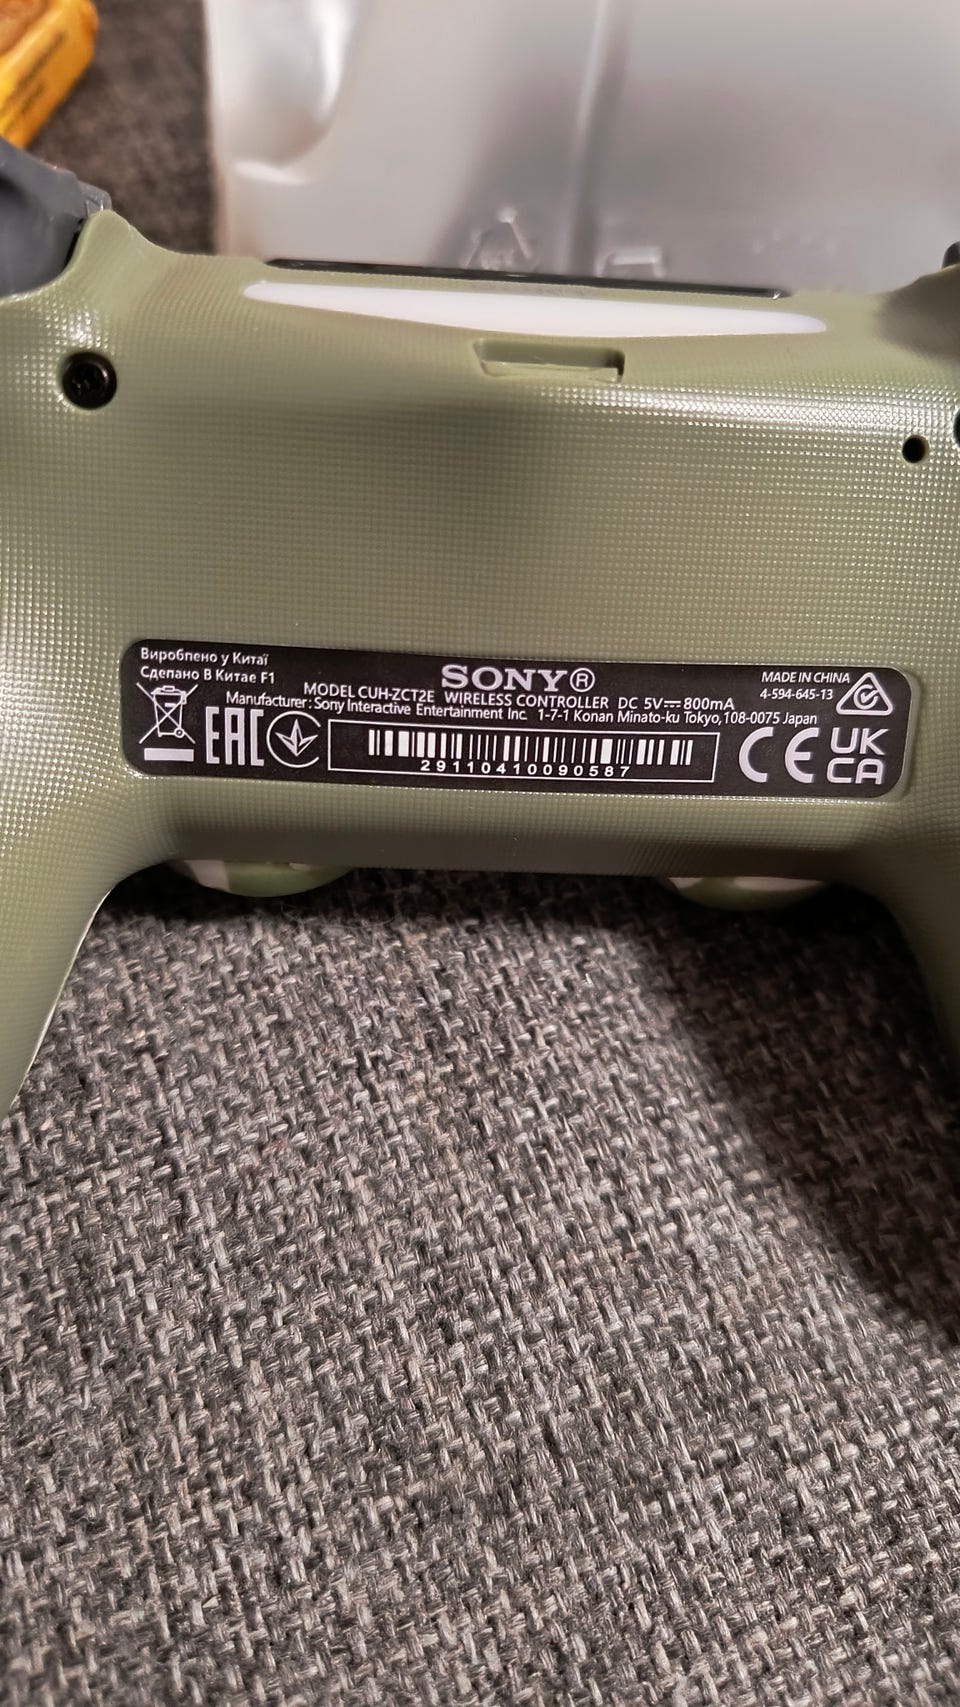 Вироблено у Китаї
Сделано В Китае F1
SONY®
MADE IN CHINA
4-594-645-13
MODEL CUH-ZCT2E WIRELESS CONTROLLER DC 5V⎓800mA
Manufacturer : Sony Interactive Entertainment Inc. 1-7-1 Konan Minato-ku Tokyo,108-0075 Japan
EAC
29110410090587
CE
UK
CA